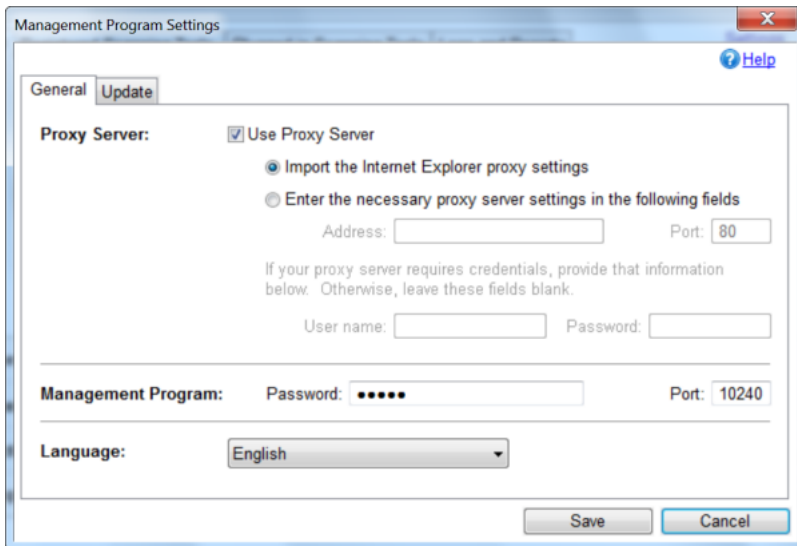 Management Program Settings
Help
General Update
Proxy Server: Use Proxy Server
Import the Internet Explorer proxy settings
Enter the necessary proxy server settings in the following fields
Address: Port: 80
If your proxy server requires credentials, provide that information
below. Otherwise, leave these fields blank.
User name: Password:
Management Program: Password: ••••• Port: 10240
Language: English
Save Cancel